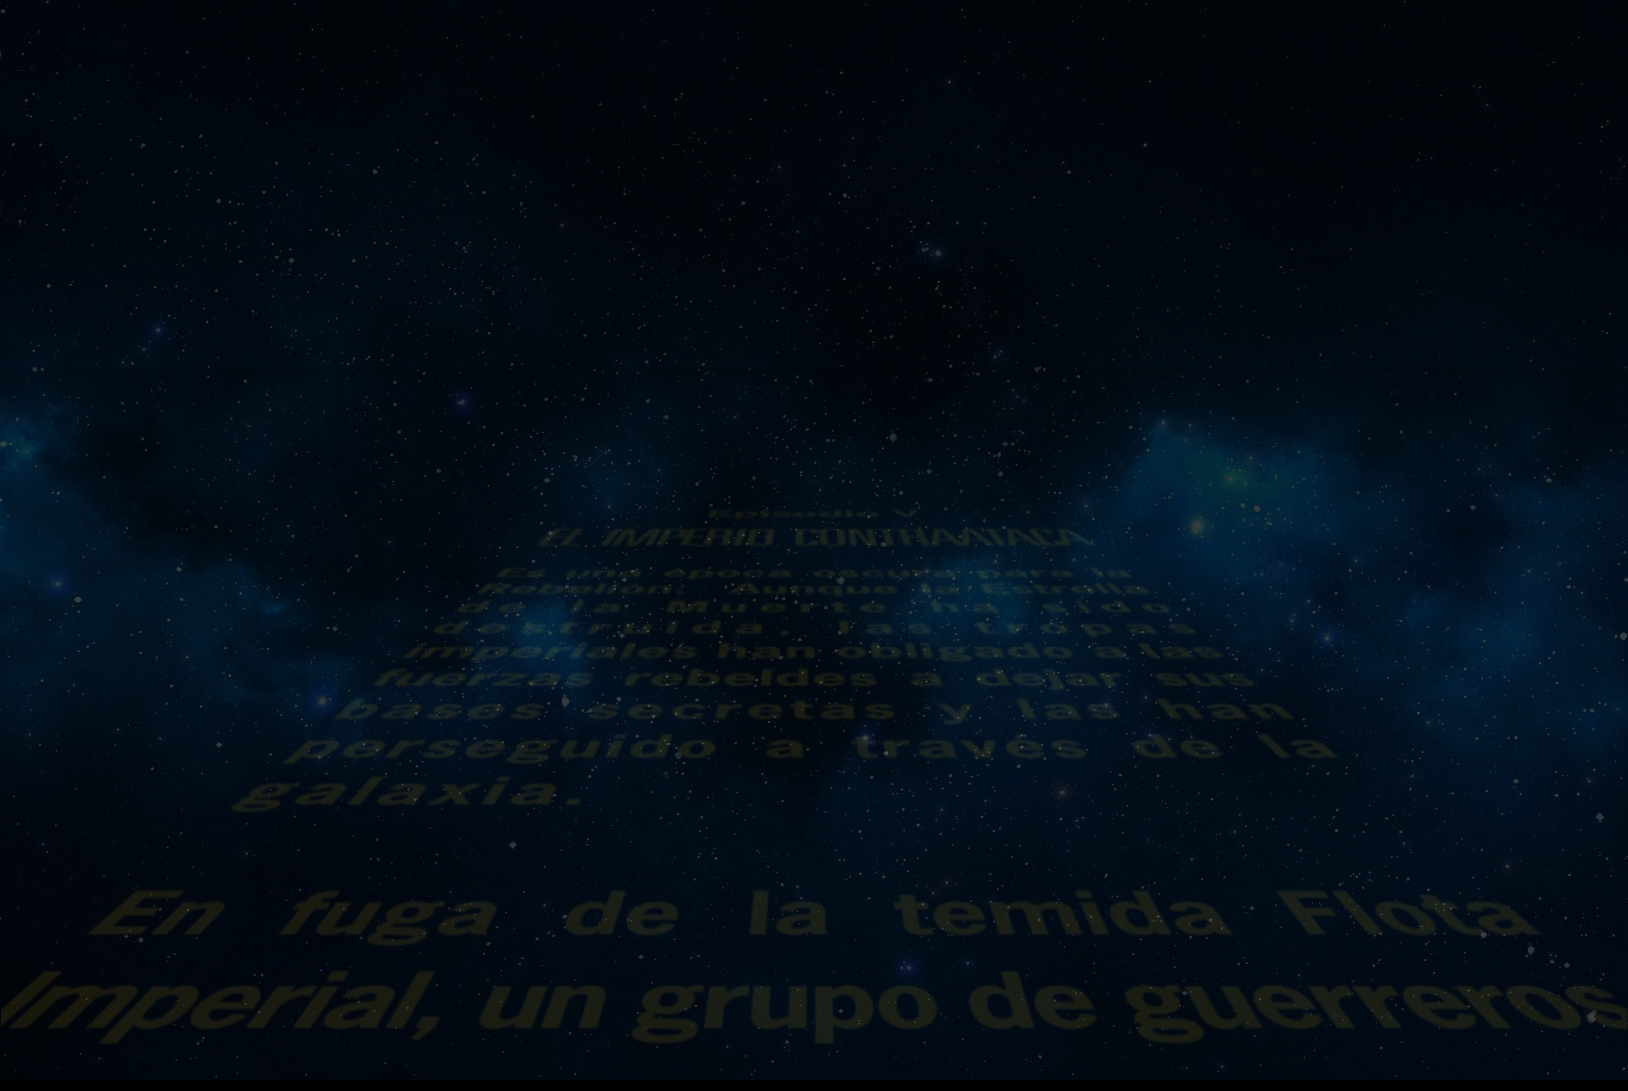 Episodio V
EL IMPERIO CONTRAATACA
Es una época oscura para la
Rebelión. Aunque la Estrella
de la Muerte ha sido
destruida, las tropas
imperiales han obligado a las
fuerzas rebeldes a dejar sus
bases secretas y las han
perseguido a través de la
galaxia.
En fuga de la temida Flota
Imperial, un grupo de guerreros